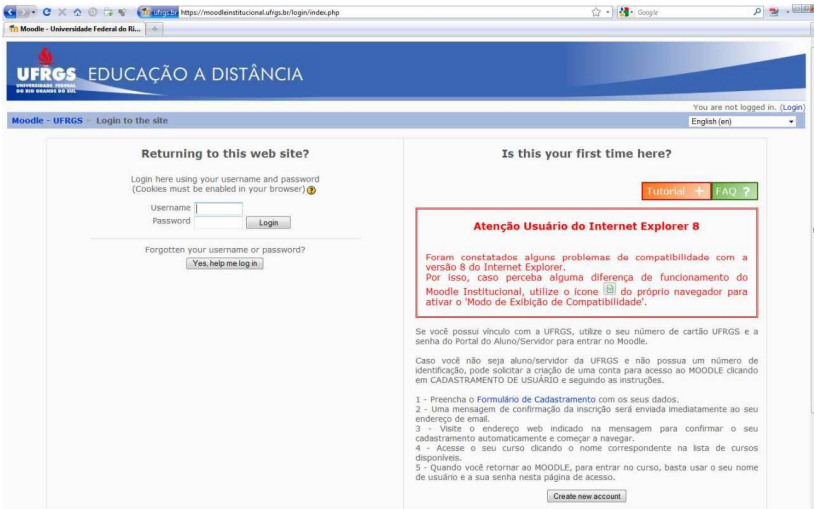 ufrgs.br https://moodleinstitucional.ufrgs.br/login/index.php
Google
Moodle - Universidade Federal do Ri...
UFRGS EDUCAÇÃO A DISTÂNCIA
UNIVERSIDADE FEDERAL
DO RIO GRANDE DO SUL
You are not logged in. (Login)
Moodle - UFRGS Login to the site
English (en)
Returning to this web site?
Login here using your username and password
(Cookies must be enabled in your browser)
Username
Password Login
Forgotten your username or password?
Yes, help me log in
Is this your first time here?
Tutorial + FAQ ?
Atenção Usuário do Internet Explorer 8
Foram constatados alguns problemas de compatibilidade com a
versão 8 do Internet Explorer.
Por isso, caso perceba alguma diferença de funcionamento do
Moodle Institucional, utilize o ícone do próprio navegador para
ativar o 'Modo de Exibição de Compatibilidade'.
Se você possui vínculo com a UFRGS, utilize o seu número de cartão UFRGS e a
senha do Portal do Aluno/Servidor para entrar no Moodle.
Caso você não seja aluno/servidor da UFRGS e não possua um número de
identificação, pode solicitar a criação de uma conta para acesso ao MOODLE clicando
em CADASTRAMENTO DE USUÁRIO e seguindo as instruções.
1 - Preencha o Formulário de Cadastramento com os seus dados.
2 - Uma mensagem de confirmação da inscrição será enviada imediatamente ao seu
endereço de email.
3 - Visite o endereço web indicado na mensagem para confirmar o seu
cadastramento automaticamente e começar a navegar.
4 - Acesse o seu curso clicando o nome correspondente na lista de cursos
disponíveis.
5 - Quando você retornar ao MOODLE, para entrar no curso, basta usar o seu nome
de usuário e a sua senha nesta página de acesso.
Create new account